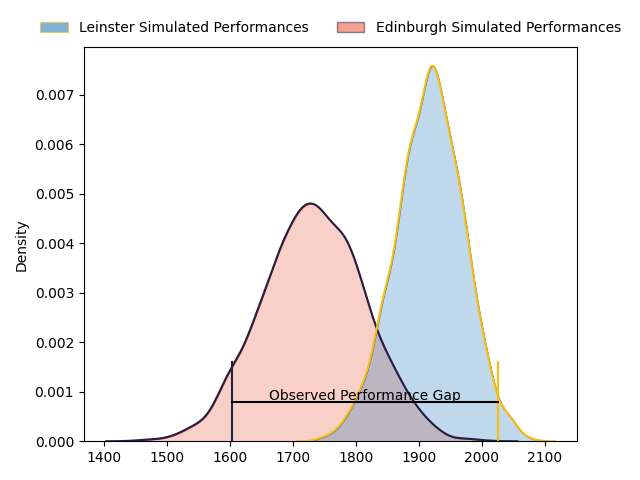 Leinster Simulated Performances Edinburgh Simulated Performances
0.007
0.006
0.005
0.004
0.003
0.002
0.001
0.000
Density
Observed Performance Gap
1400 1500 1600 1700 1800 1900 2000 2100